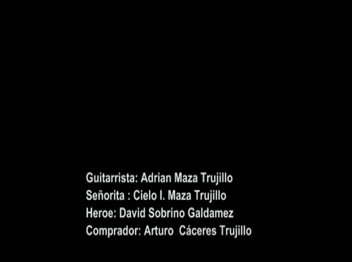 Guitarrista: Adrian Maza Trujillo
Señorita : Cielo I. Maza Trujillo
Heroe: David Sobrino Galdamez
Comprador: Arturo  Cáceres Trujillo